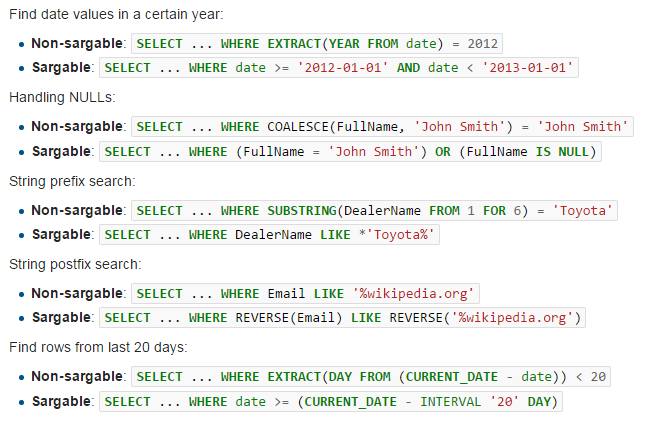 Find date values in a certain year:
Non-sargable: SELECT ... WHERE EXTRACT(YEAR FROM date) = 2012
Sargable: SELECT ... WHERE date >= '2012-01-01' AND date < '2013-01-01'
Handling NULLs:
Non-sargable: SELECT ... WHERE COALESCE(FullName, 'John Smith') = 'John Smith'
Sargable: SELECT ... WHERE (FullName = 'John Smith') OR (FullName IS NULL)
String prefix search:
Non-sargable: SELECT ... WHERE SUBSTRING(DealerName FROM 1 FOR 6) = 'Toyota'
Sargable: SELECT ... WHERE DealerName LIKE *'Toyota%'
String postfix search:
Non-sargable: SELECT ... WHERE Email LIKE '%wikipedia.org'
Sargable: SELECT ... WHERE REVERSE(Email) LIKE REVERSE('%wikipedia.org')
Find rows from last 20 days:
Non-sargable: SELECT ... WHERE EXTRACT(DAY FROM (CURRENT_DATE - date)) < 20
Sargable: SELECT ... WHERE date >= (CURRENT_DATE - INTERVAL '20' DAY)